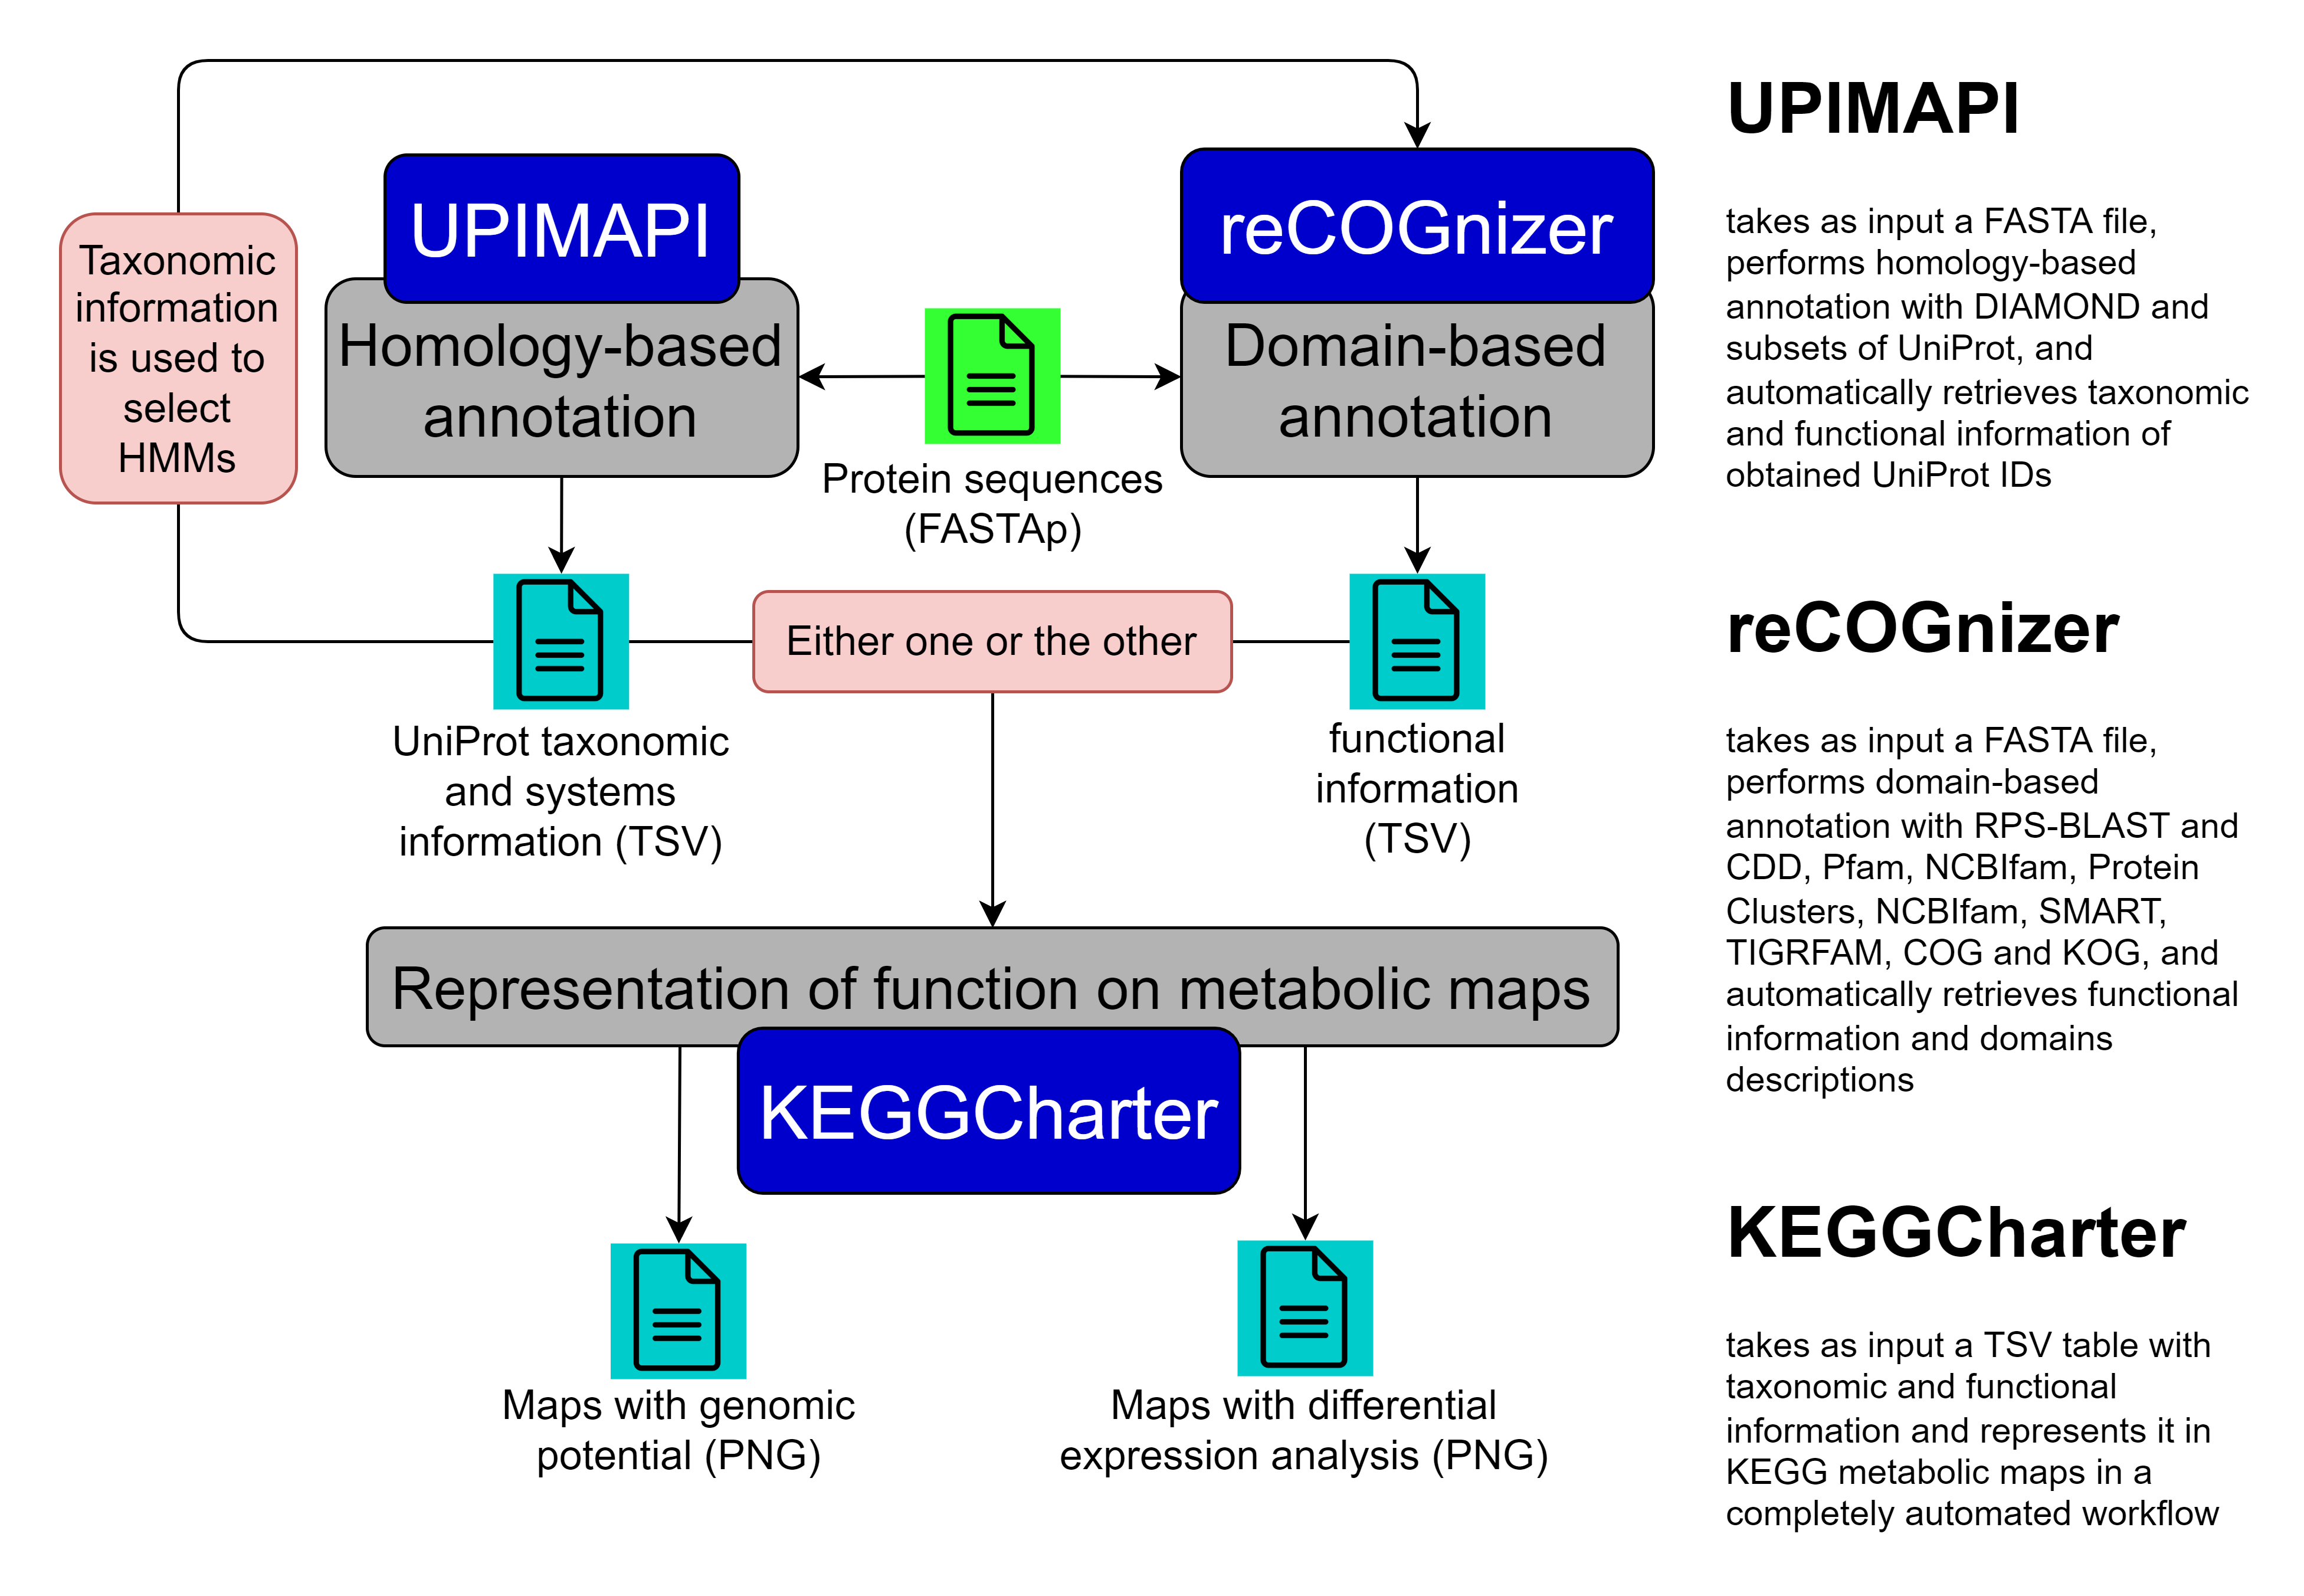 Taxonomic
information
is used to
select
HMMs
UPIMAPI
Homology-based
annotation
Protein sequences
(FASTAp)
reCOGnizer
Domain-based
annotation
UniProt taxonomic
and systems
information (TSV)
Either one or the other
functional
information
(TSV)
Representation of function on metabolic maps
KEGGCharter
Maps with genomic
potential (PNG)
Maps with differential
expression analysis (PNG)
UPIMAPI
takes as input a FASTA file,
performs homology-based
annotation with DIAMOND and
subsets of UniProt, and
automatically retrieves taxonomic
and functional information of
obtained UniProt IDs
reCOGnizer
takes as input a FASTA file,
performs domain-based
annotation with RPS-BLAST and
CDD, Pfam, NCBIfam, Protein
Clusters, NCBIfam, SMART,
TIGRFAM, COG and KOG, and
automatically retrieves functional
information and domains
descriptions
KEGGCharter
takes as input a TSV table with
taxonomic and functional
information and represents it in
KEGG metabolic maps in a
completely automated workflow